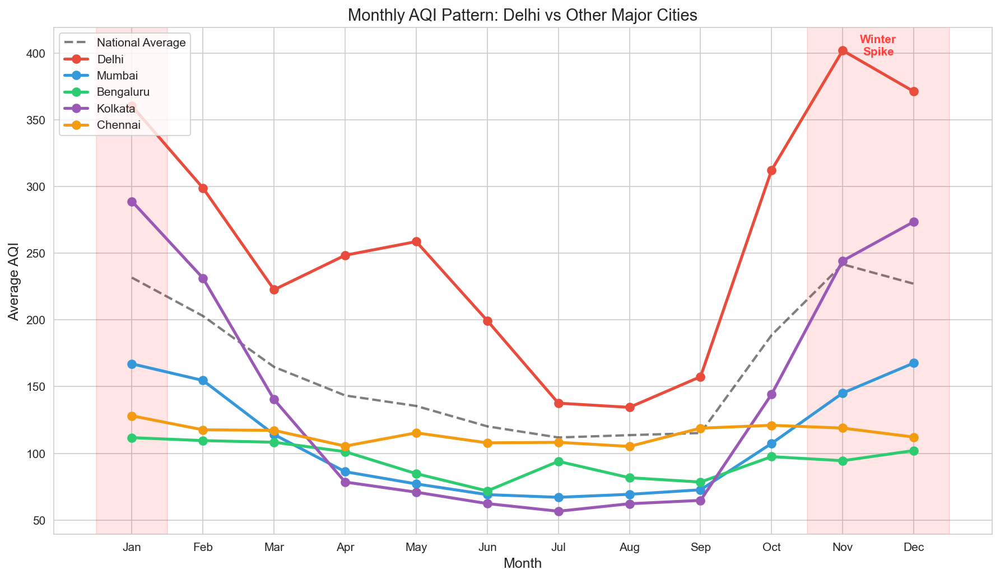 Monthly AQI Pattern: Delhi vs Other Major Cities
National Average
Delhi
Mumbai
Bengaluru
Kolkata
Chennai
Winter
Spike
Average AQI
400
350
300
250
200
150
100
50
Jan Feb Mar Apr May Jun Jul Aug Sep Oct Nov Dec
Month